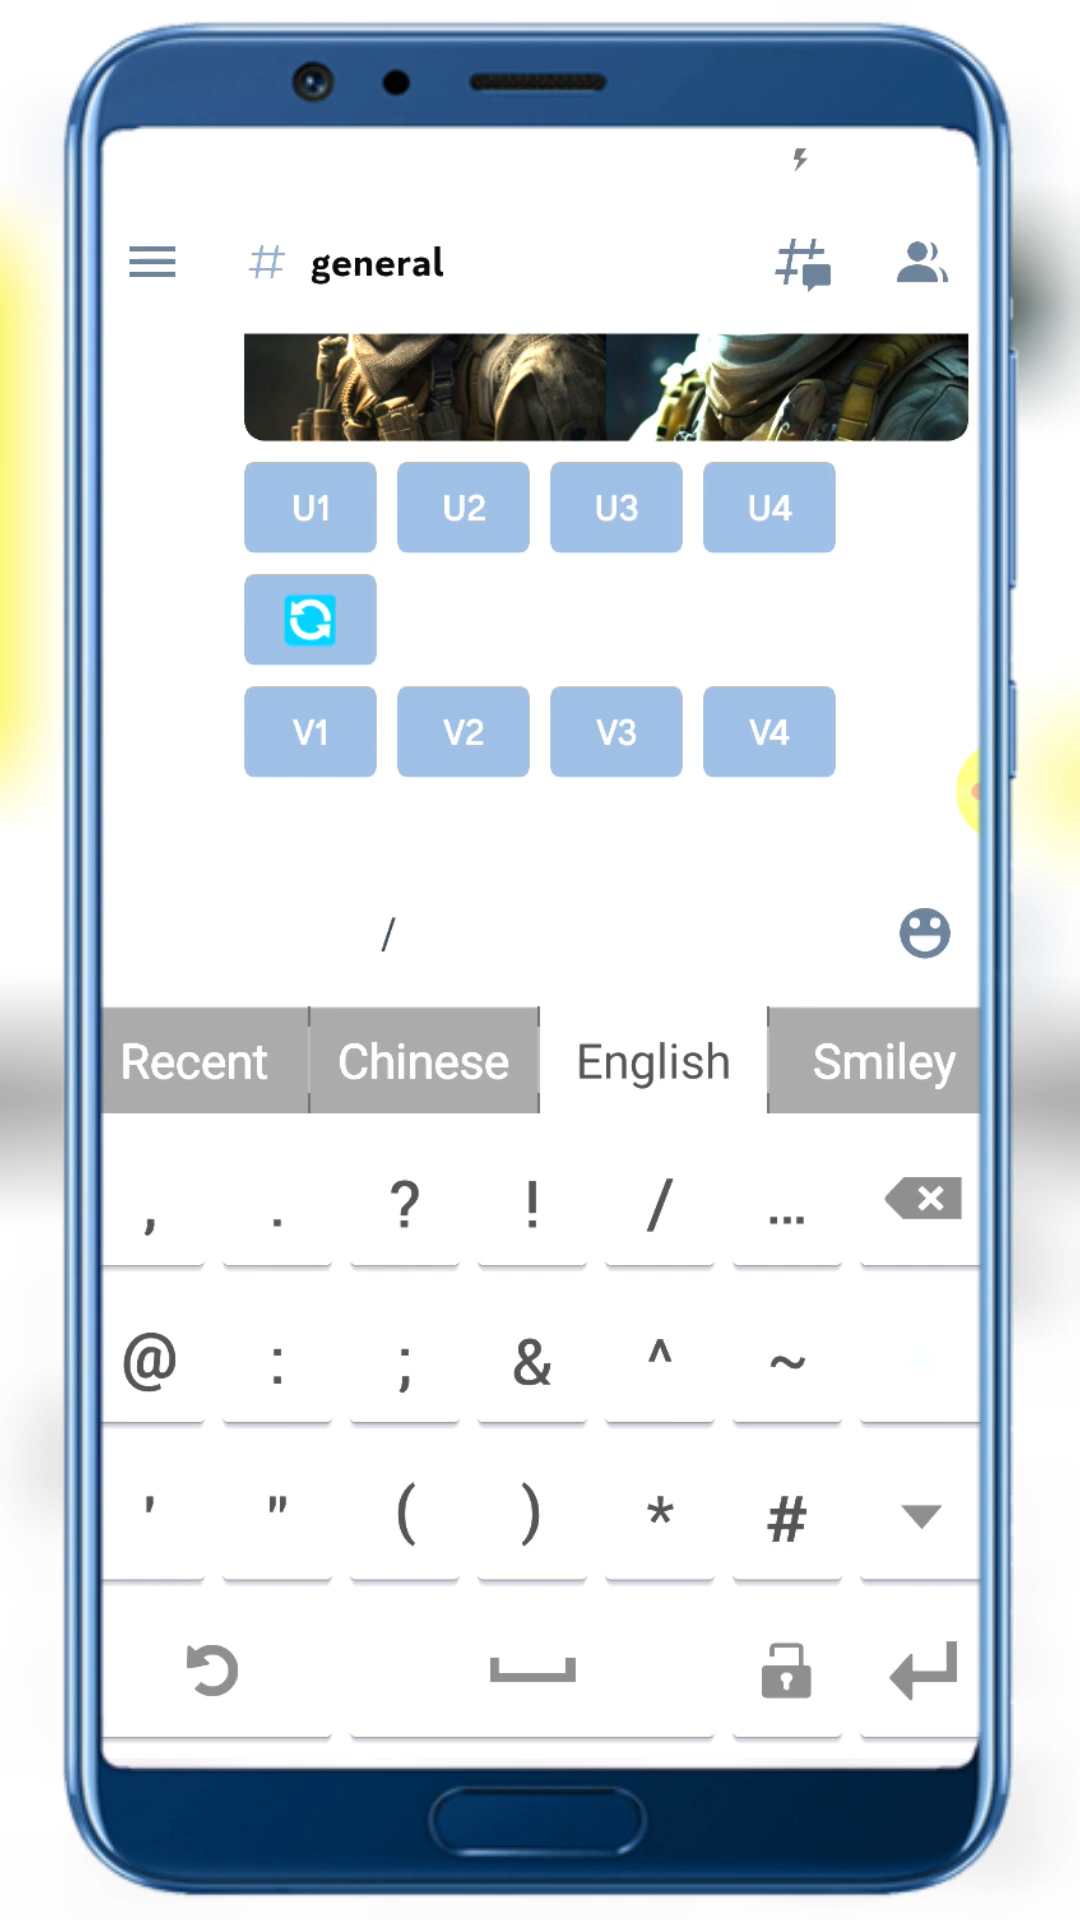 # general
U1 U2 U3 U4
V1 V2 V3 V4
/
Recent Chinese English Smiley
, . ? ! / ...
@ : ; & ^ ~
' " ( ) * #